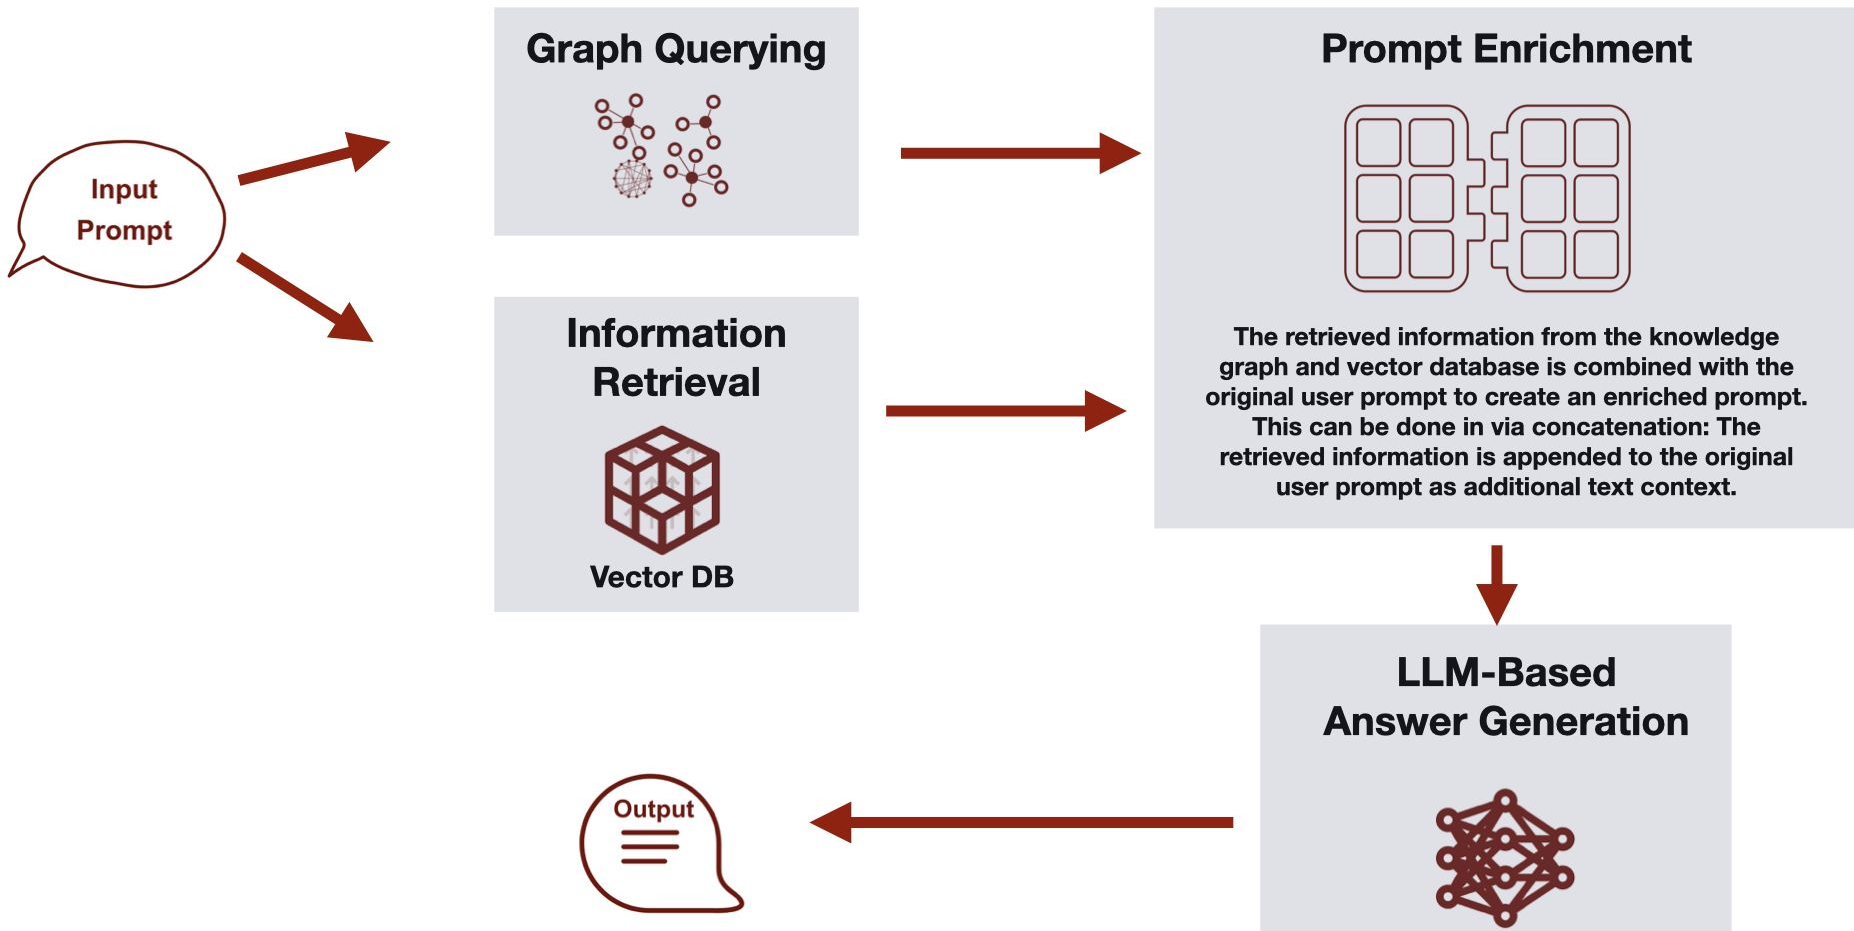 Input
Prompt
Graph Querying
Information
Retrieval
Vector DB
Prompt Enrichment
The retrieved information from the knowledge
graph and vector database is combined with the
original user prompt to create an enriched prompt.
This can be done in via concatenation: The
retrieved information is appended to the original
user prompt as additional text context.
LLM-Based
Answer Generation
Output